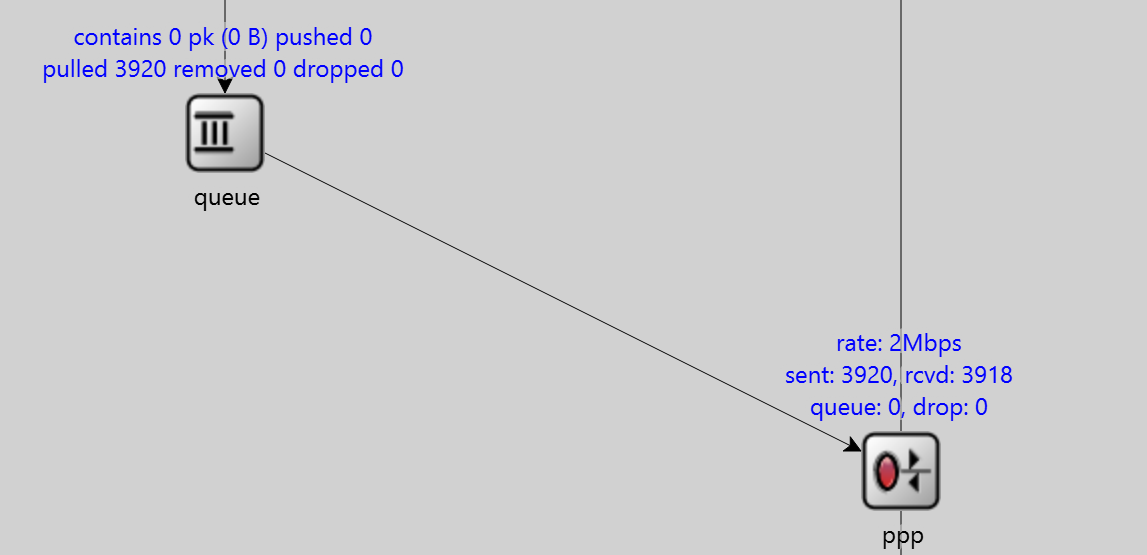 contains 0 pk (0 B) pushed 0
pulled 3920 removed 0 dropped 0
queue
rate: 2Mbps
sent: 3920, rcvd: 3918
queue: 0, drop: 0
ppp